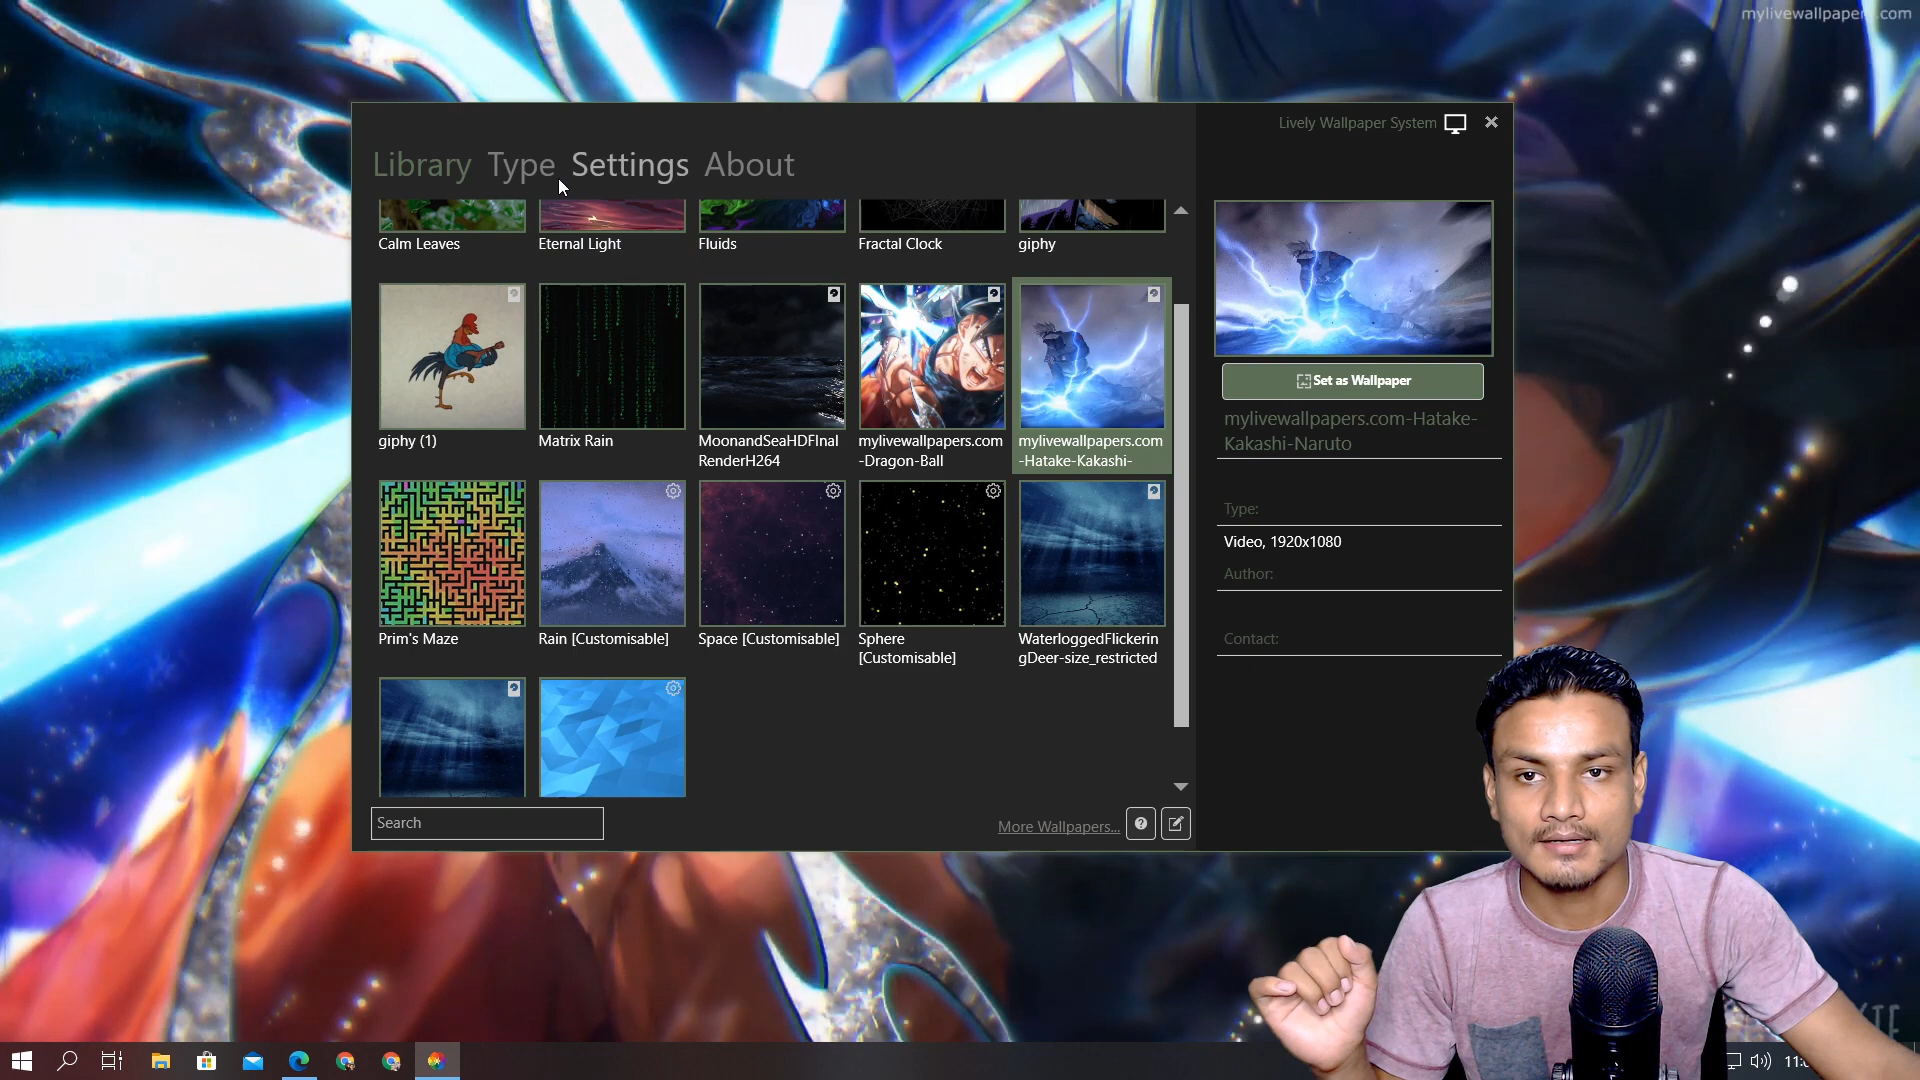 mylivewallpapers.com
Lively Wallpaper System
Library Type Settings About
Calm Leaves
Eternal Light
Fluids
Fractal Clock
giphy
giphy (1)
Matrix Rain
MoonandSeaHDFInal
RenderH264
mylivewallpapers.com
-Dragon-Ball
mylivewallpapers.com
-Hatake-Kakashi-
Prim's Maze
Rain [Customisable]
Space [Customisable]
Sphere
[Customisable]
WaterloggedFlickerin
gDeer-size_restricted
Search
More Wallpapers...
Set as Wallpaper
mylivewallpapers.com-Hatake-
Kakashi-Naruto
Type:
Video, 1920x1080
Author:
Contact: